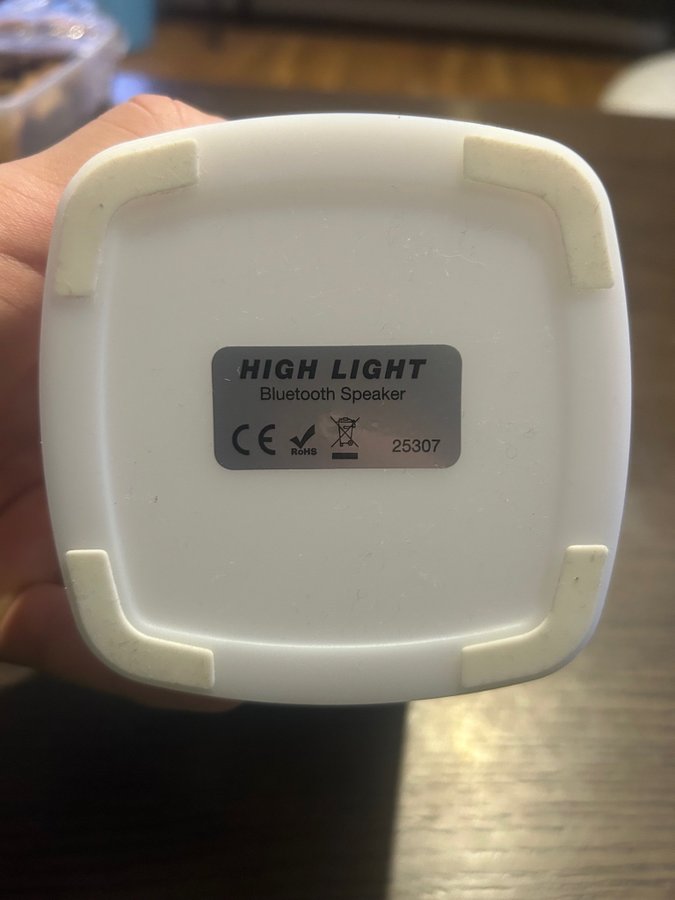 HIGH LIGHT
Bluetooth Speaker
CE RoHS 25307